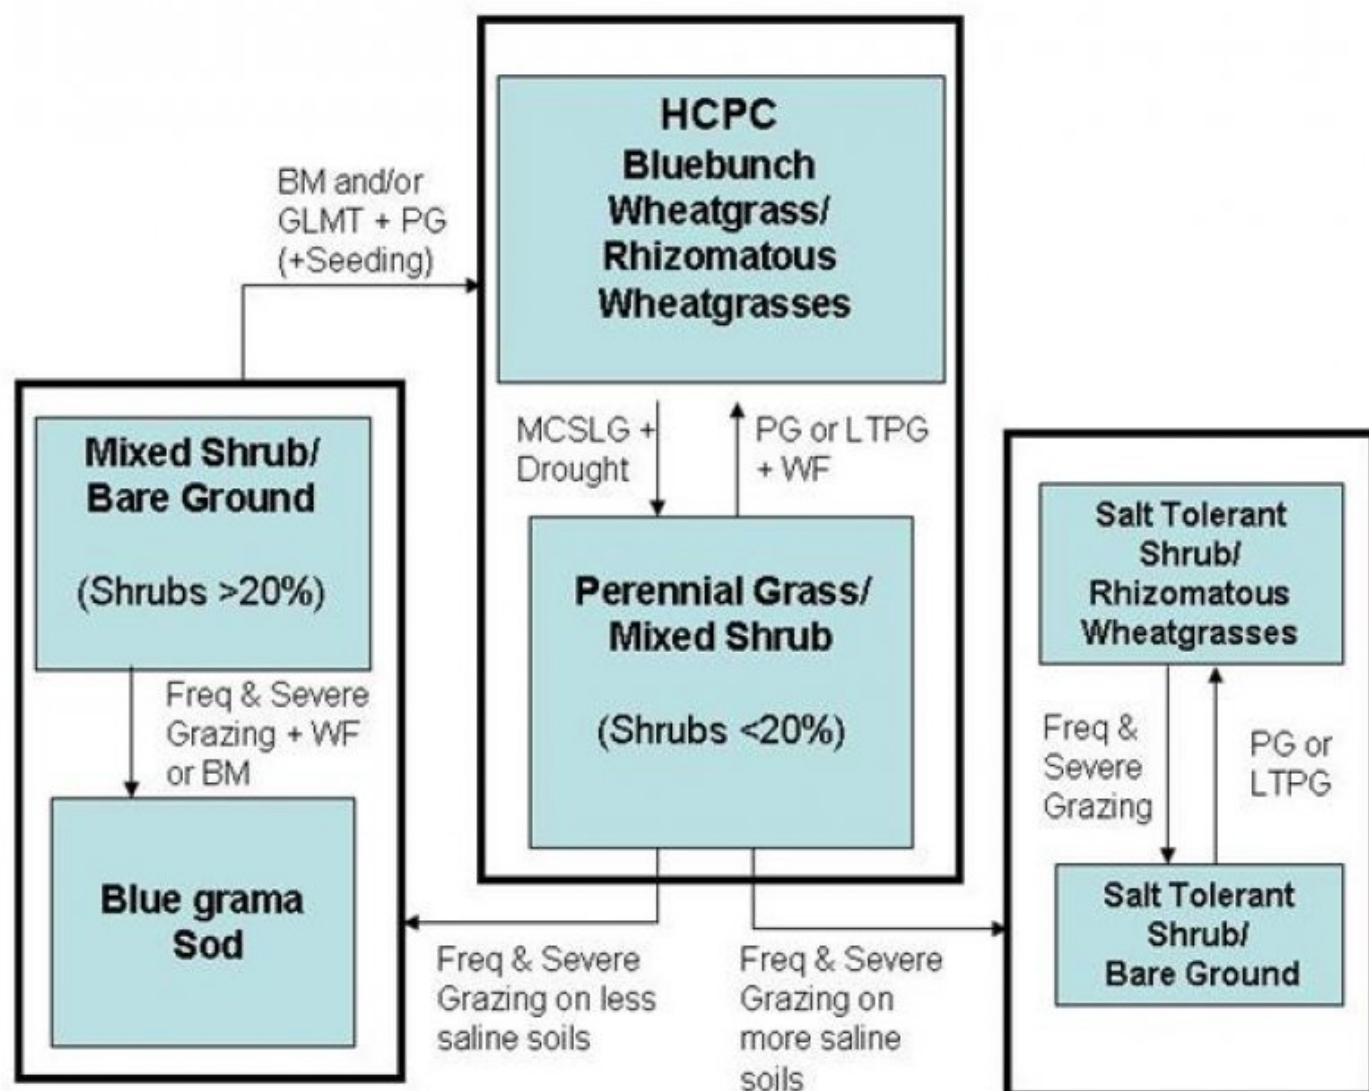 HCPC
Bluebunch
Wheatgrass/
Rhizomatous
Wheatgrasses
BM and/or
GLMT + PG
(+Seeding)
MCSLG +
Drought
PG or LTPG
+ WF
Mixed Shrub/
Bare Ground
(Shrubs >20%)
Perennial Grass/
Mixed Shrub
(Shrubs <20%)
Salt Tolerant
Shrub/
Rhizomatous
Wheatgrasses
Freq & Severe
Grazing + WF
or BM
Freq &
Severe
Grazing
PG or
LTPG
Blue grama
Sod
Salt Tolerant
Shrub/
Bare Ground
Freq & Severe
Grazing on less
saline soils
Freq & Severe
Grazing on
more saline
soils